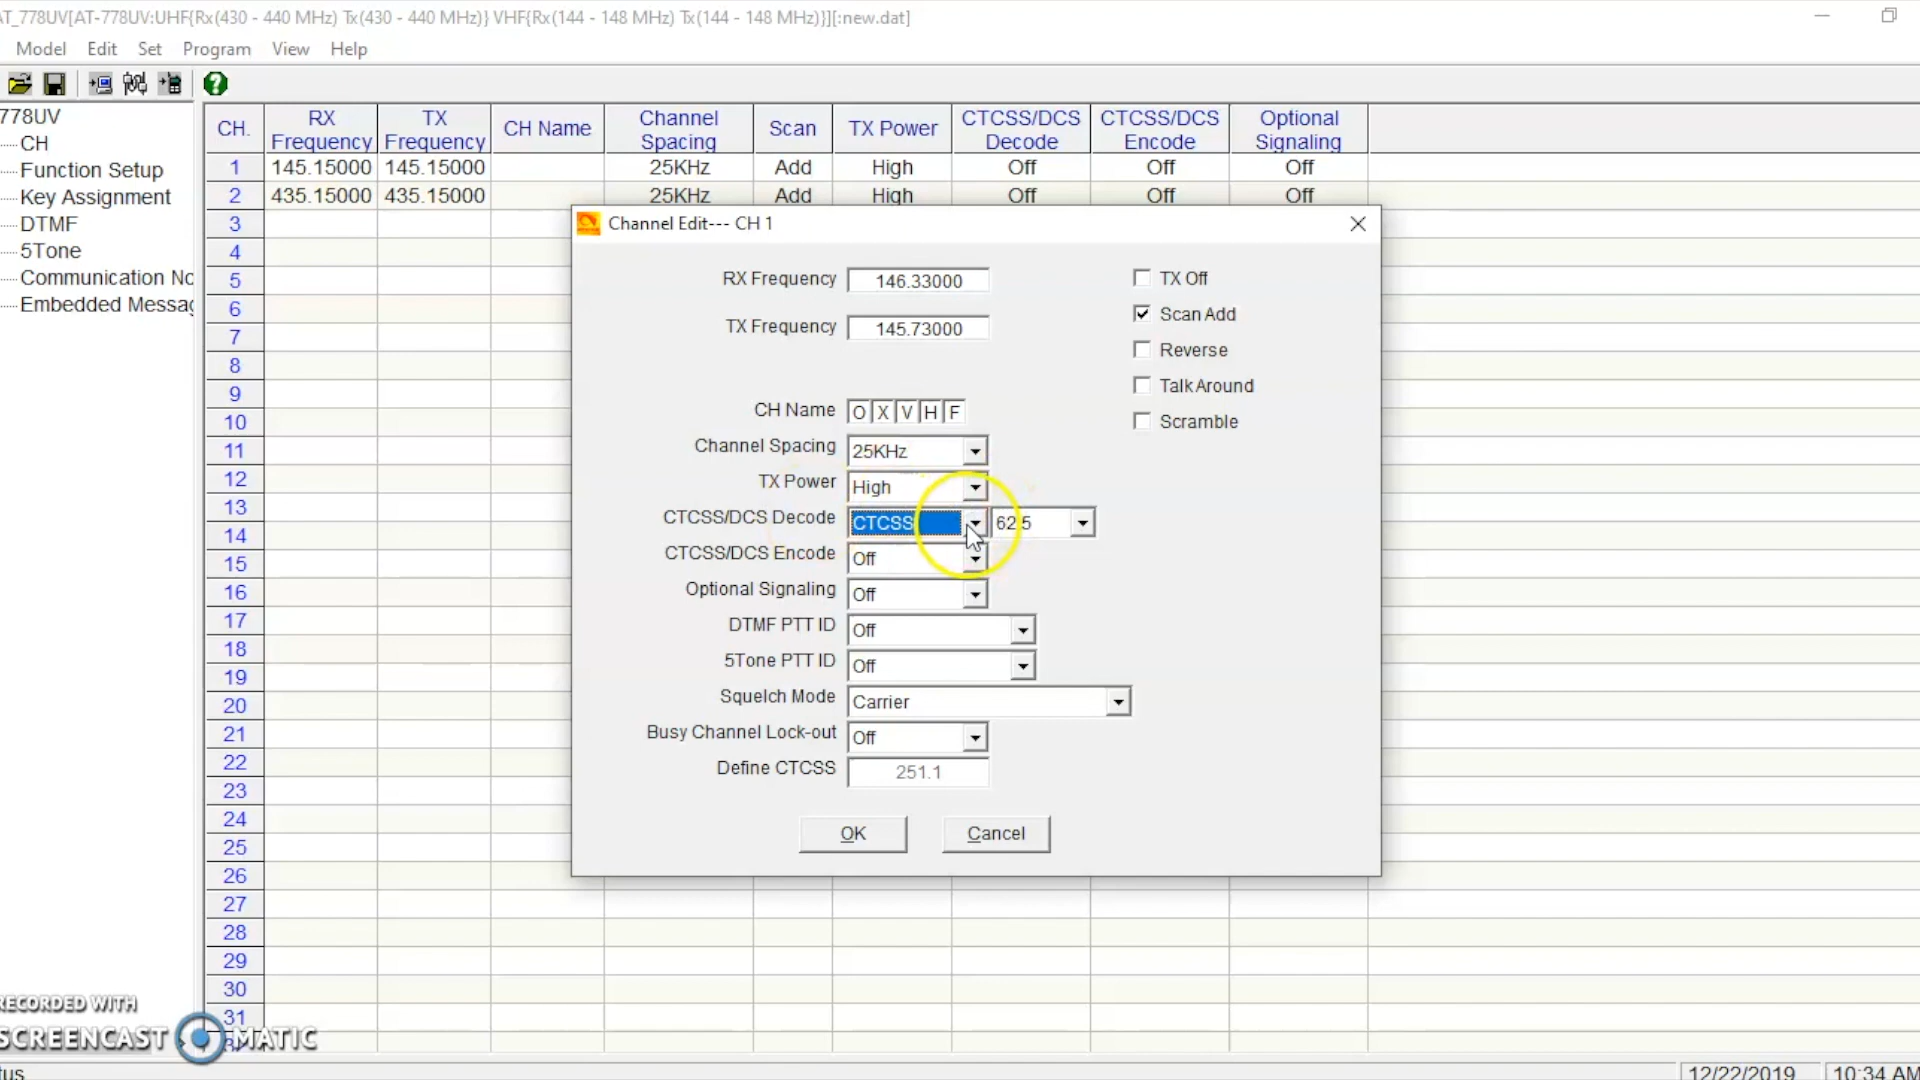 AT_778UV[AT-778UV:UHF{Rx(430 - 440 MHz) Tx(430 - 440 MHz)} VHF{Rx(144 - 148 MHz) Tx(144 - 148 MHz)}][:new.dat]
Model Edit Set Program View Help
778UV
CH
Function Setup
Key Assignment
DTMF
5Tone
Communication No
Embedded Messag
CH. RX Frequency TX Frequency CH Name Channel Spacing Scan TX Power CTCSS/DCS Decode CTCSS/DCS Encode Optional Signaling
1 145.15000 145.15000 25KHz Add High Off Off Off
2 435.15000 435.15000 25KHz Add High Off Off Off
3
4
5
6
7
8
9
10
11
12
13
14
15
16
17
18
19
20
21
22
23
24
25
26
27
28
29
30
31
Channel Edit--- CH 1
RX Frequency 146.33000
TX Frequency 145.73000
CH Name O X V H F
Channel Spacing 25KHz
TX Power High
CTCSS/DCS Decode CTCSS 62.5
CTCSS/DCS Encode Off
Optional Signaling Off
DTMF PTT ID Off
5Tone PTT ID Off
Squelch Mode Carrier
Busy Channel Lock-out Off
Define CTCSS 251.1
TX Off
Scan Add
Reverse
Talk Around
Scramble
OK Cancel
RECORDED WITH
SCREENCAST MATIC
tus
12/22/2019 10:34 AM